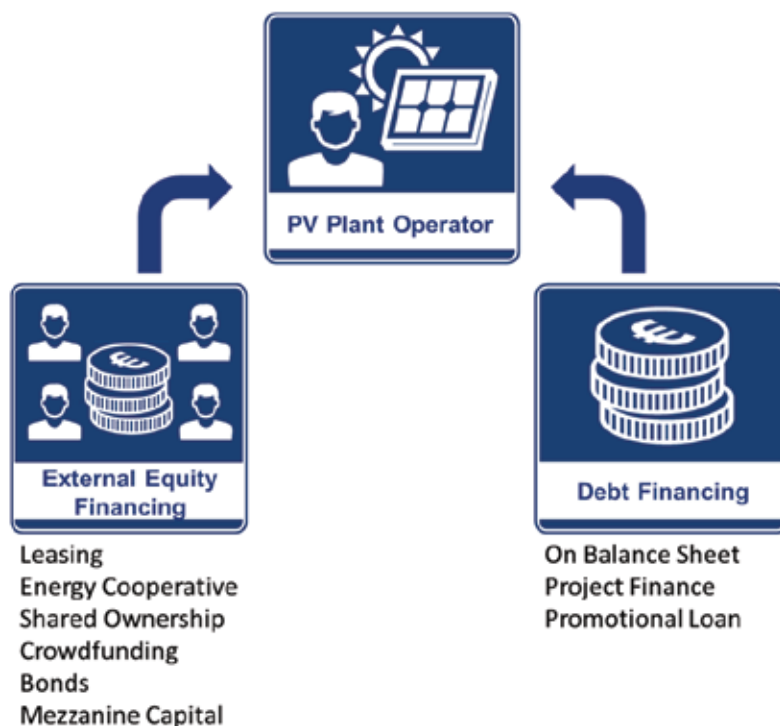 PV Plant Operator
External Equity
Financing
Leasing
Energy Cooperative
Shared Ownership
Crowdfunding
Bonds
Mezzanine Capital
Debt Financing
On Balance Sheet
Project Finance
Promotional Loan